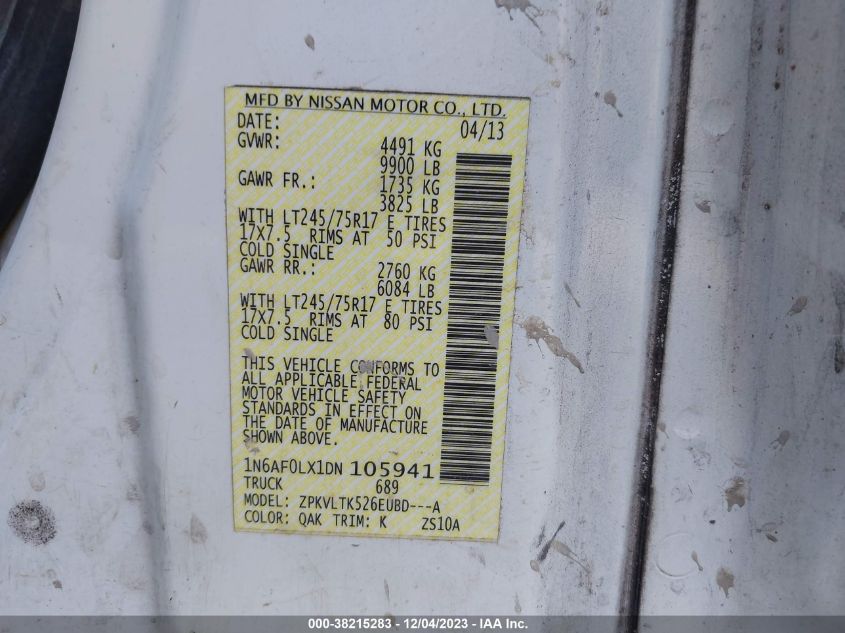 MFD BY NISSAN MOTOR CO., LTD.
DATE: 04/13
GVWR: 4491 KG
9900 LB
GAWR FR.: 1735 KG
3825 LB
WITH LT245/75R17 E TIRES
17X7.5 RIMS AT 50 PSI
COLD SINGLE
GAWR RR.: 2760 KG
6084 LB
WITH LT245/75R17 E TIRES
17X7.5 RIMS AT 80 PSI
COLD SINGLE
THIS VEHICLE CONFORMS TO
ALL APPLICABLE FEDERAL
MOTOR VEHICLE SAFETY
STANDARDS IN EFFECT ON
THE DATE OF MANUFACTURE
SHOWN ABOVE.
1N6AF0LX1DN 105941
TRUCK 689
MODEL: ZPKVLTK526EUBD---A
COLOR: QAK TRIM: K ZS10A
000-38215283 - 12/04/2023 - IAA Inc.